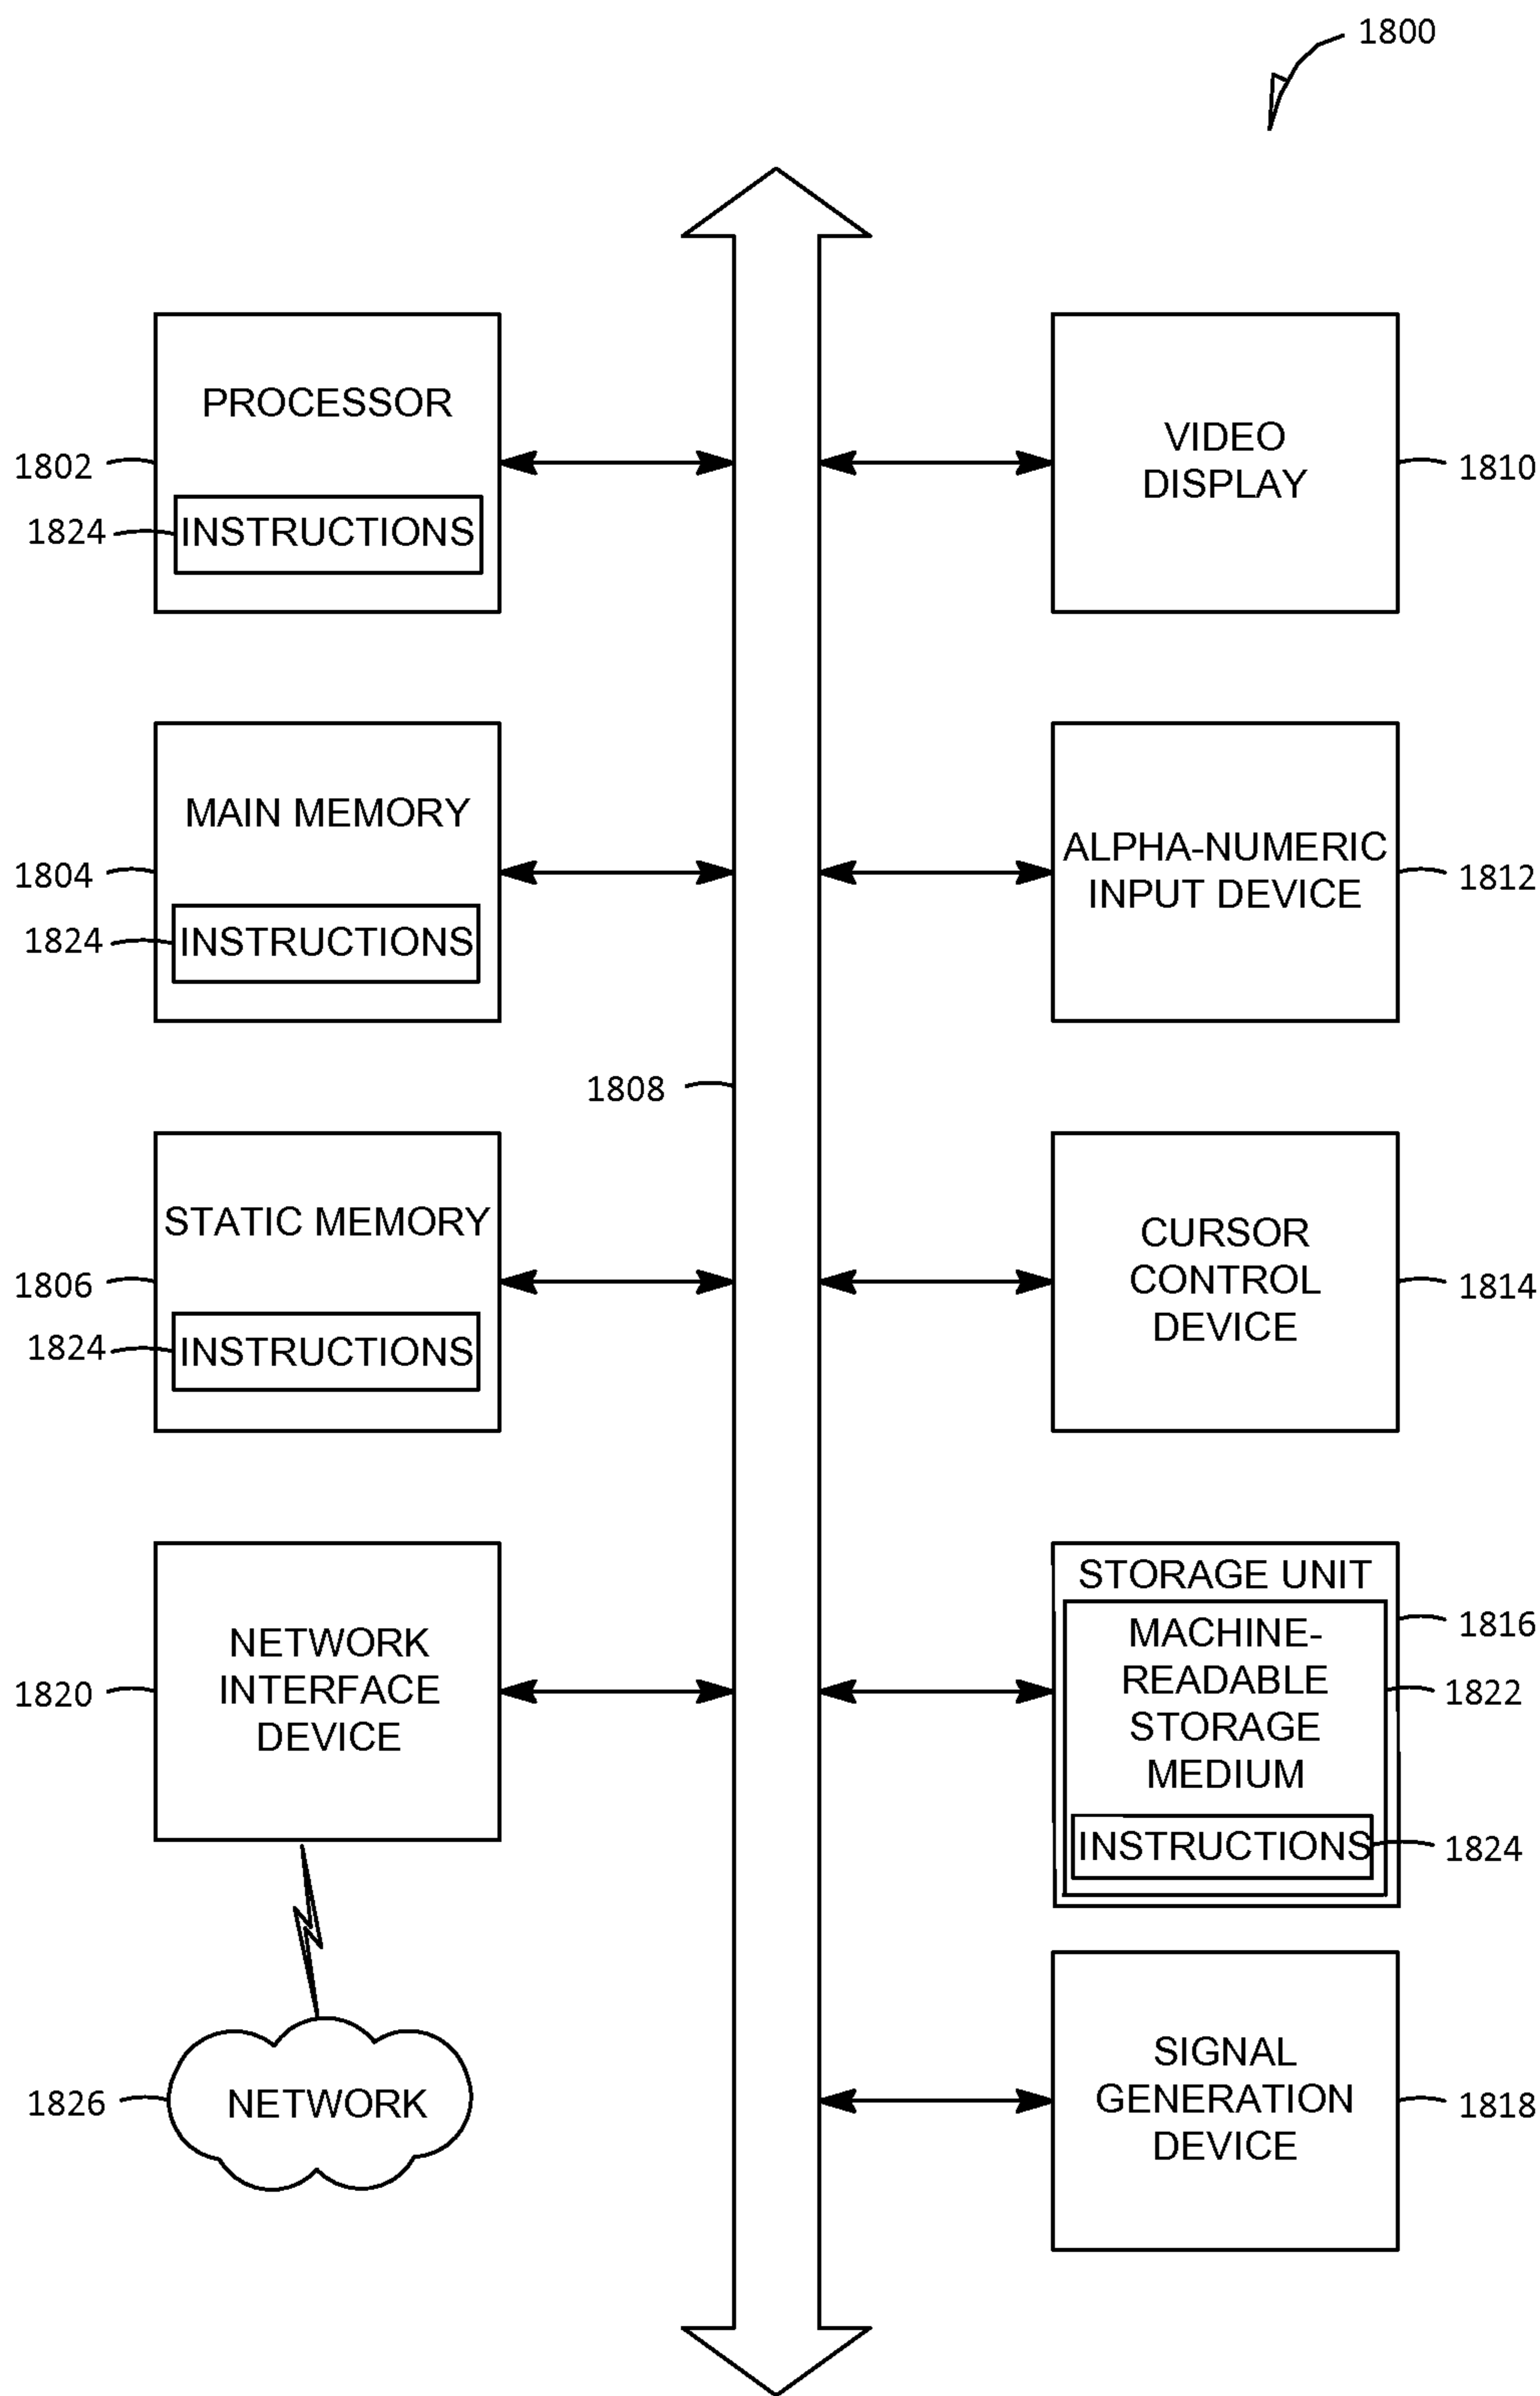 1800
PROCESSOR
1802
1824
INSTRUCTIONS
VIDEO
DISPLAY
1810
MAIN MEMORY
1804
1824
INSTRUCTIONS
ALPHA-NUMERIC
INPUT DEVICE
1812
1808
STATIC MEMORY
1806
1824
INSTRUCTIONS
CURSOR
CONTROL
DEVICE
1814
NETWORK
INTERFACE
DEVICE
1820
STORAGE UNIT
1816
MACHINE-
READABLE
STORAGE
MEDIUM
1822
INSTRUCTIONS
1824
NETWORK
1826
SIGNAL
GENERATION
DEVICE
1818